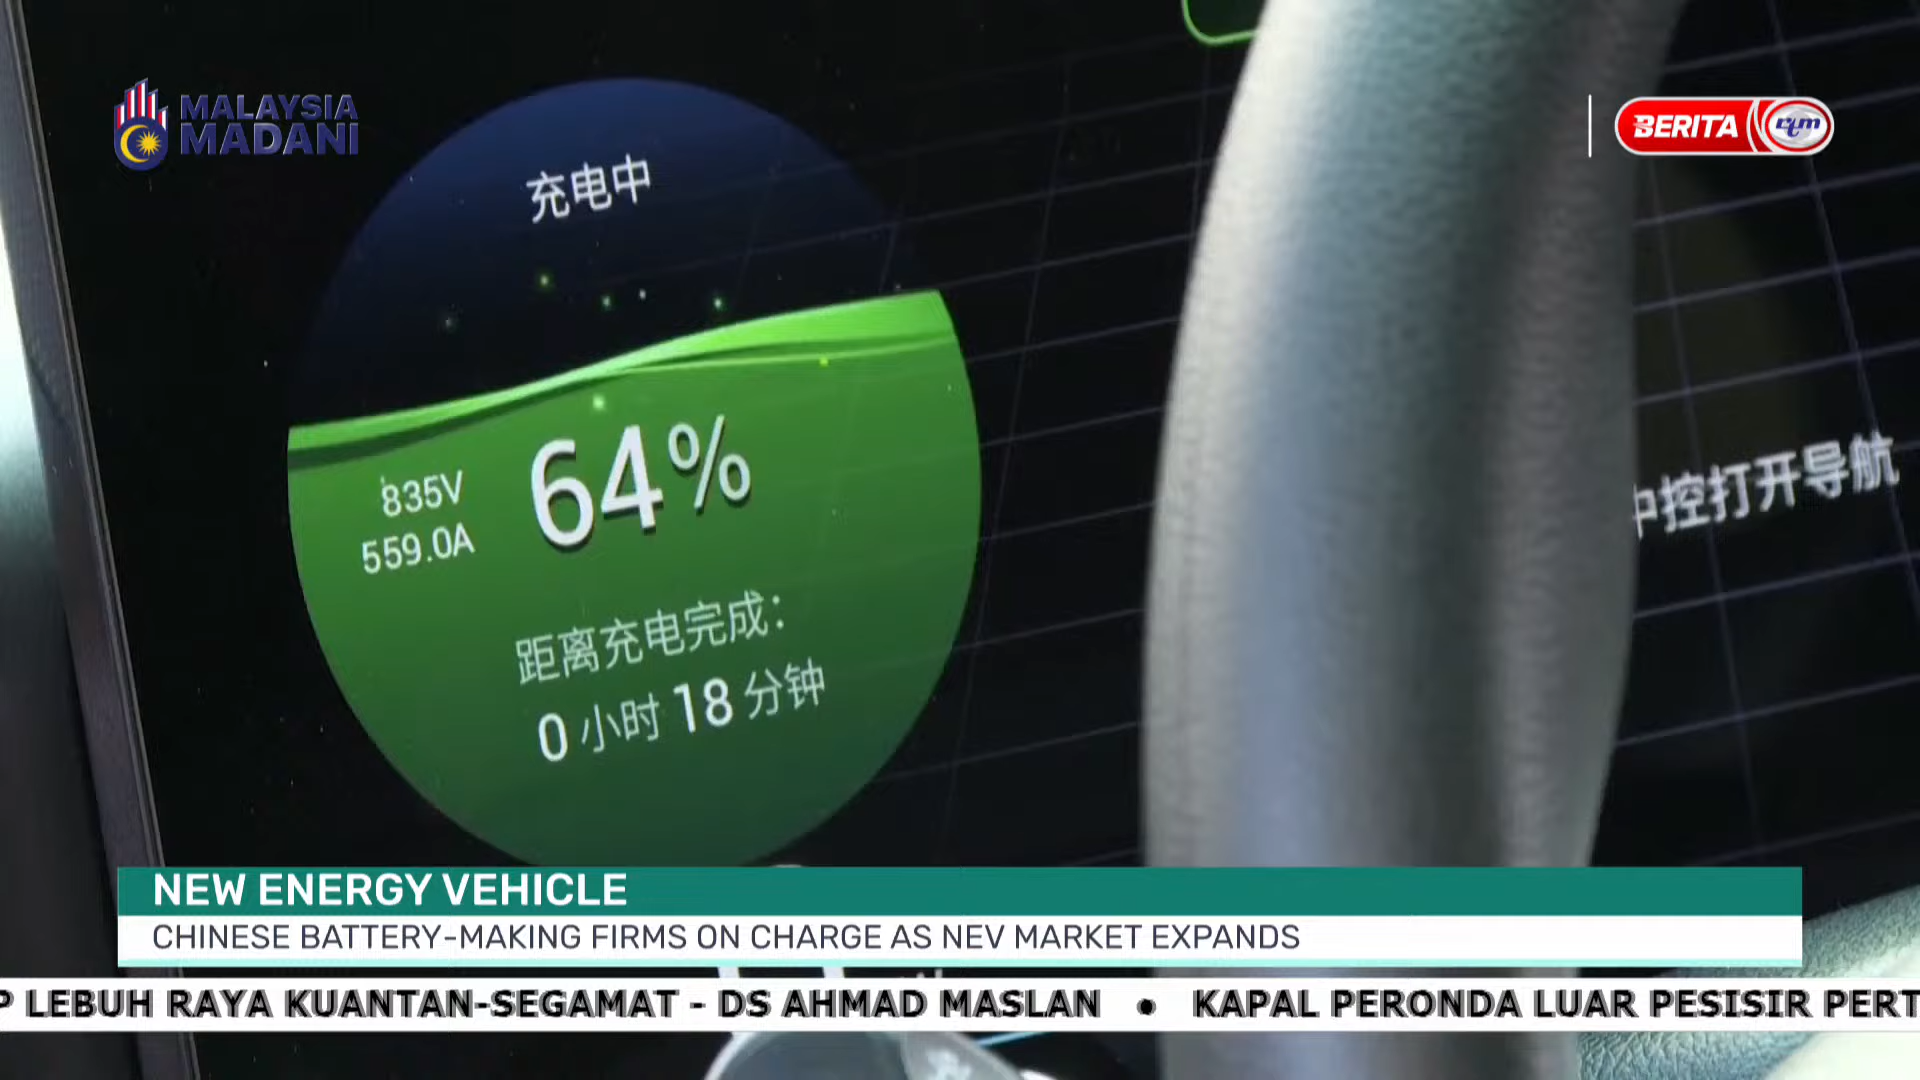 MALAYSIA
MADANI
BERITA rtm
充电中
64%
835V
559.0A
距离充电完成：
0 小时 18 分钟
中控打开导航
NEW ENERGY VEHICLE
CHINESE BATTERY-MAKING FIRMS ON CHARGE AS NEV MARKET EXPANDS
P LEBUH RAYA KUANTAN-SEGAMAT - DS AHMAD MASLAN • KAPAL PERONDA LUAR PESISIR PERT